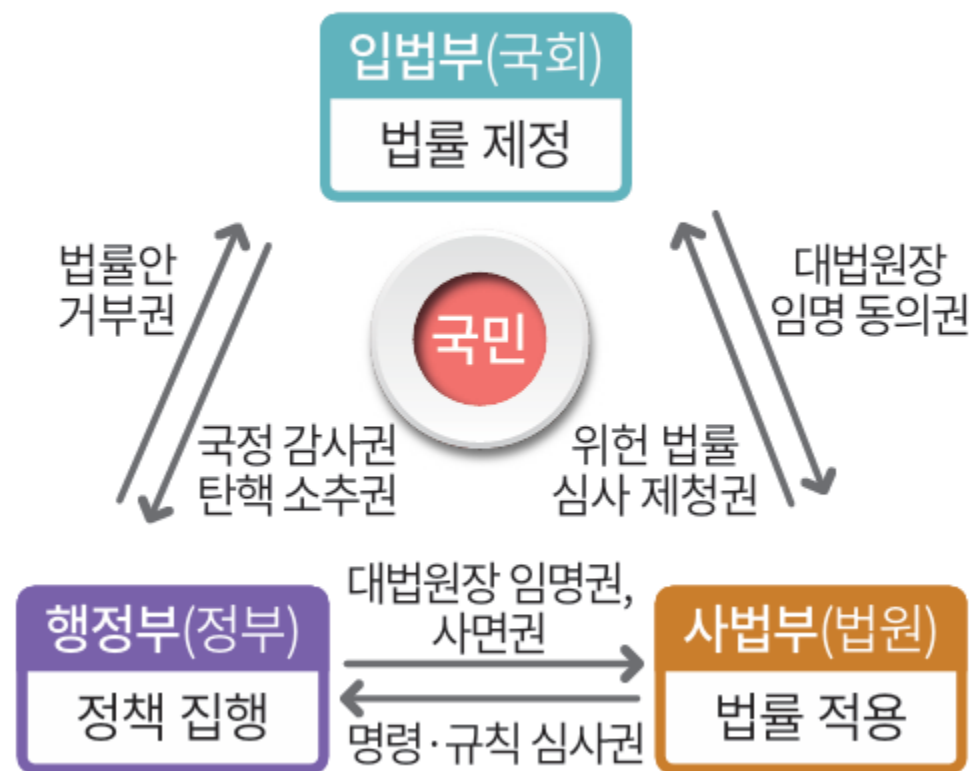 입법부(국회)
법률 제정
법률안
거부권
대법원장
임명 동의권
국민
국정 감사권
탄핵 소추권
위헌 법률
심사 제청권
대법원장 임명권,
사면권
행정부(정부)
정책 집행
사법부(법원)
법률 적용
명령·규칙 심사권